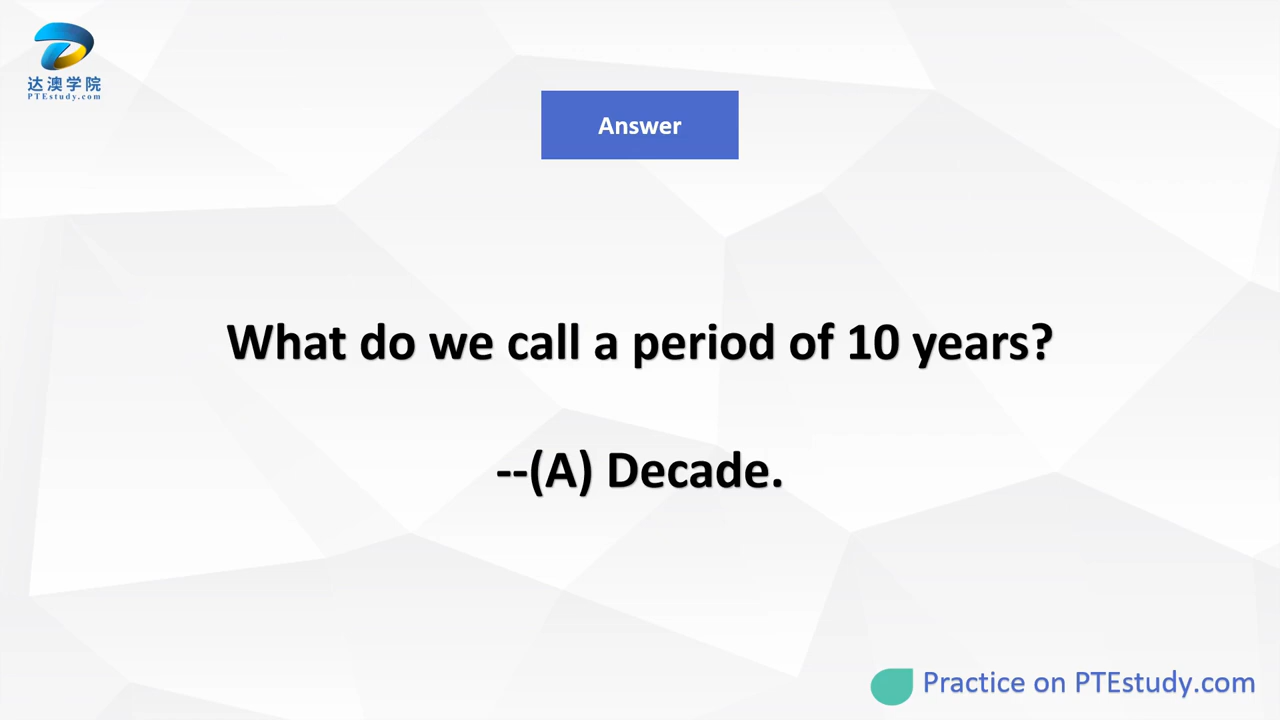 达澳学院
PTEstudy.com
Answer
What do we call a period of 10 years?
--(A) Decade.
Practice on PTEstudy.com